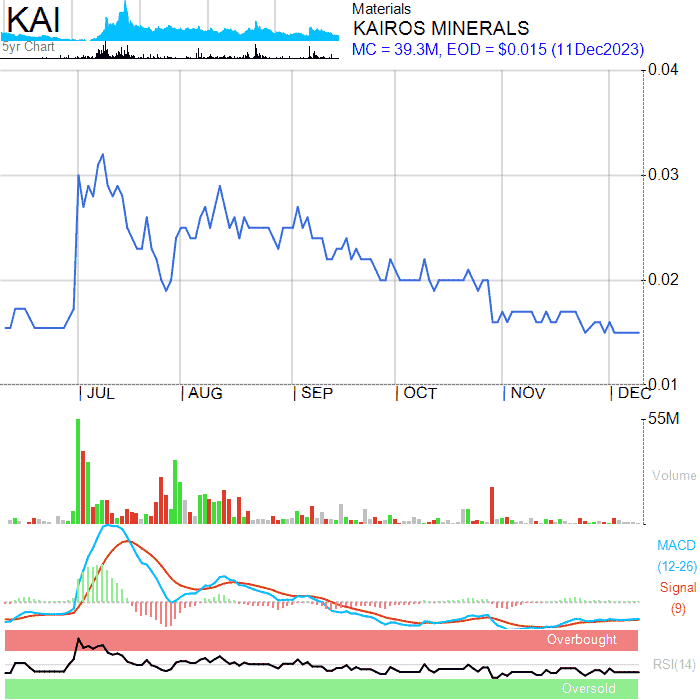 KAI
5yr Chart
Materials
KAIROS MINERALS
MC = 39.3M, EOD = $0.015 (11Dec2023)
0.04
0.03
0.02
0.01
| JUL | AUG | SEP | OCT | NOV | DEC
55M
Volume
MACD
(12-26)
Signal
(9)
Overbought
RSI(14)
Oversold